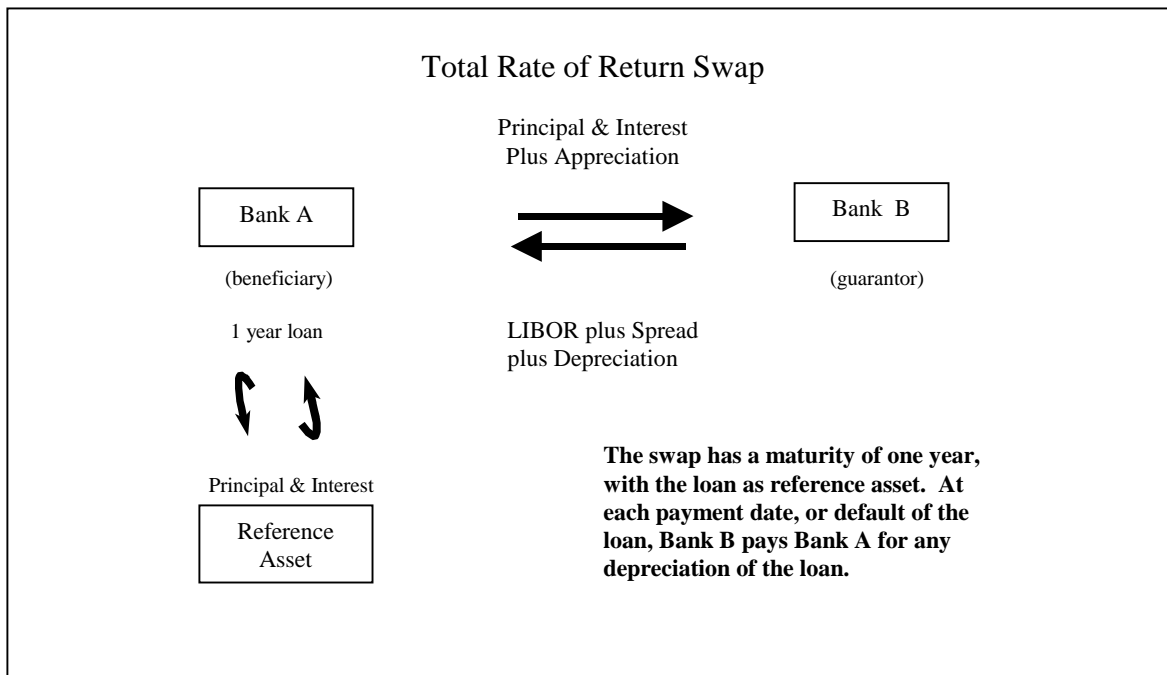 Total Rate of Return Swap
Principal & Interest
Plus Appreciation
Bank A
Bank B
(beneficiary)
(guarantor)
1 year loan
LIBOR plus Spread
plus Depreciation
Principal & Interest
Reference
Asset
The swap has a maturity of one year,
with the loan as reference asset. At
each payment date, or default of the
loan, Bank B pays Bank A for any
depreciation of the loan.